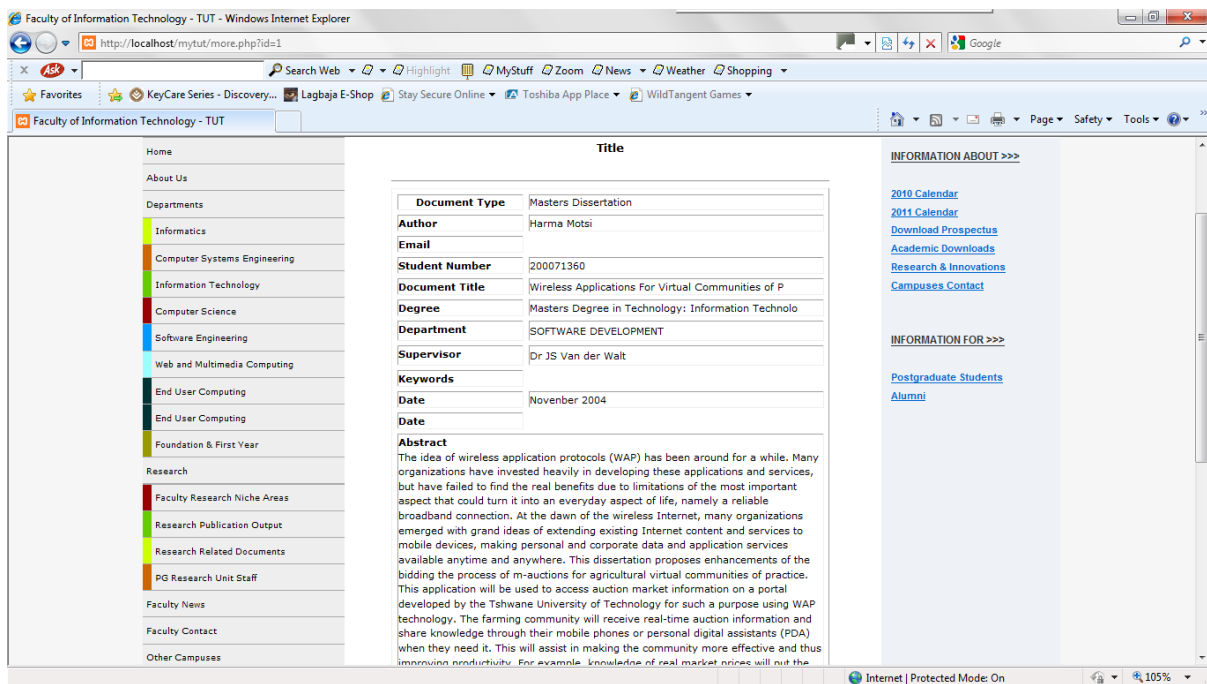 Faculty of Information Technology - TUT - Windows Internet Explorer
http://localhost/mytut/more.php?id=1
Google
Ask
Search Web
Highlight
MyStuff
Zoom
News
Weather
Shopping
Favorites
KeyCare Series - Discovery...
Lagbaja E-Shop
Stay Secure Online
Toshiba App Place
WildTangent Games
Faculty of Information Technology - TUT
Page
Safety
Tools
Home
About Us
Departments
Informatics
Computer Systems Engineering
Information Technology
Computer Science
Software Engineering
Web and Multimedia Computing
End User Computing
End User Computing
Foundation & First Year
Research
Faculty Research Niche Areas
Research Publication Output
Research Related Documents
PG Research Unit Staff
Faculty News
Faculty Contact
Other Campuses
Title
Document Type Masters Dissertation
Author Harma Motsi
Email
Student Number 200071360
Document Title Wireless Applications For Virtual Communities of P
Degree Masters Degree in Technology: Information Technolo
Department SOFTWARE DEVELOPMENT
Supervisor Dr JS Van der Walt
Keywords
Date Novenber 2004
Date
Abstract
The idea of wireless application protocols (WAP) has been around for a while. Many
organizations have invested heavily in developing these applications and services,
but have failed to find the real benefits due to limitations of the most important
aspect that could turn it into an everyday aspect of life, namely a reliable
broadband connection. At the dawn of the wireless Internet, many organizations
emerged with grand ideas of extending existing Internet content and services to
mobile devices, making personal and corporate data and application services
available anytime and anywhere. This dissertation proposes enhancements of the
bidding the process of m-auctions for agricultural virtual communities of practice.
This application will be used to access auction market information on a portal
developed by the Tshwane University of Technology for such a purpose using WAP
technology. The farming community will receive real-time auction information and
share knowledge through their mobile phones or personal digital assistants (PDA)
when they need it. This will assist in making the community more effective and thus
improving productivity. For example, knowledge of real market prices will put the
INFORMATION ABOUT >>>
2010 Calendar
2011 Calendar
Download Prospectus
Academic Downloads
Research & Innovations
Campuses Contact
INFORMATION FOR >>>
Postgraduate Students
Alumni
Internet | Protected Mode: On
105%